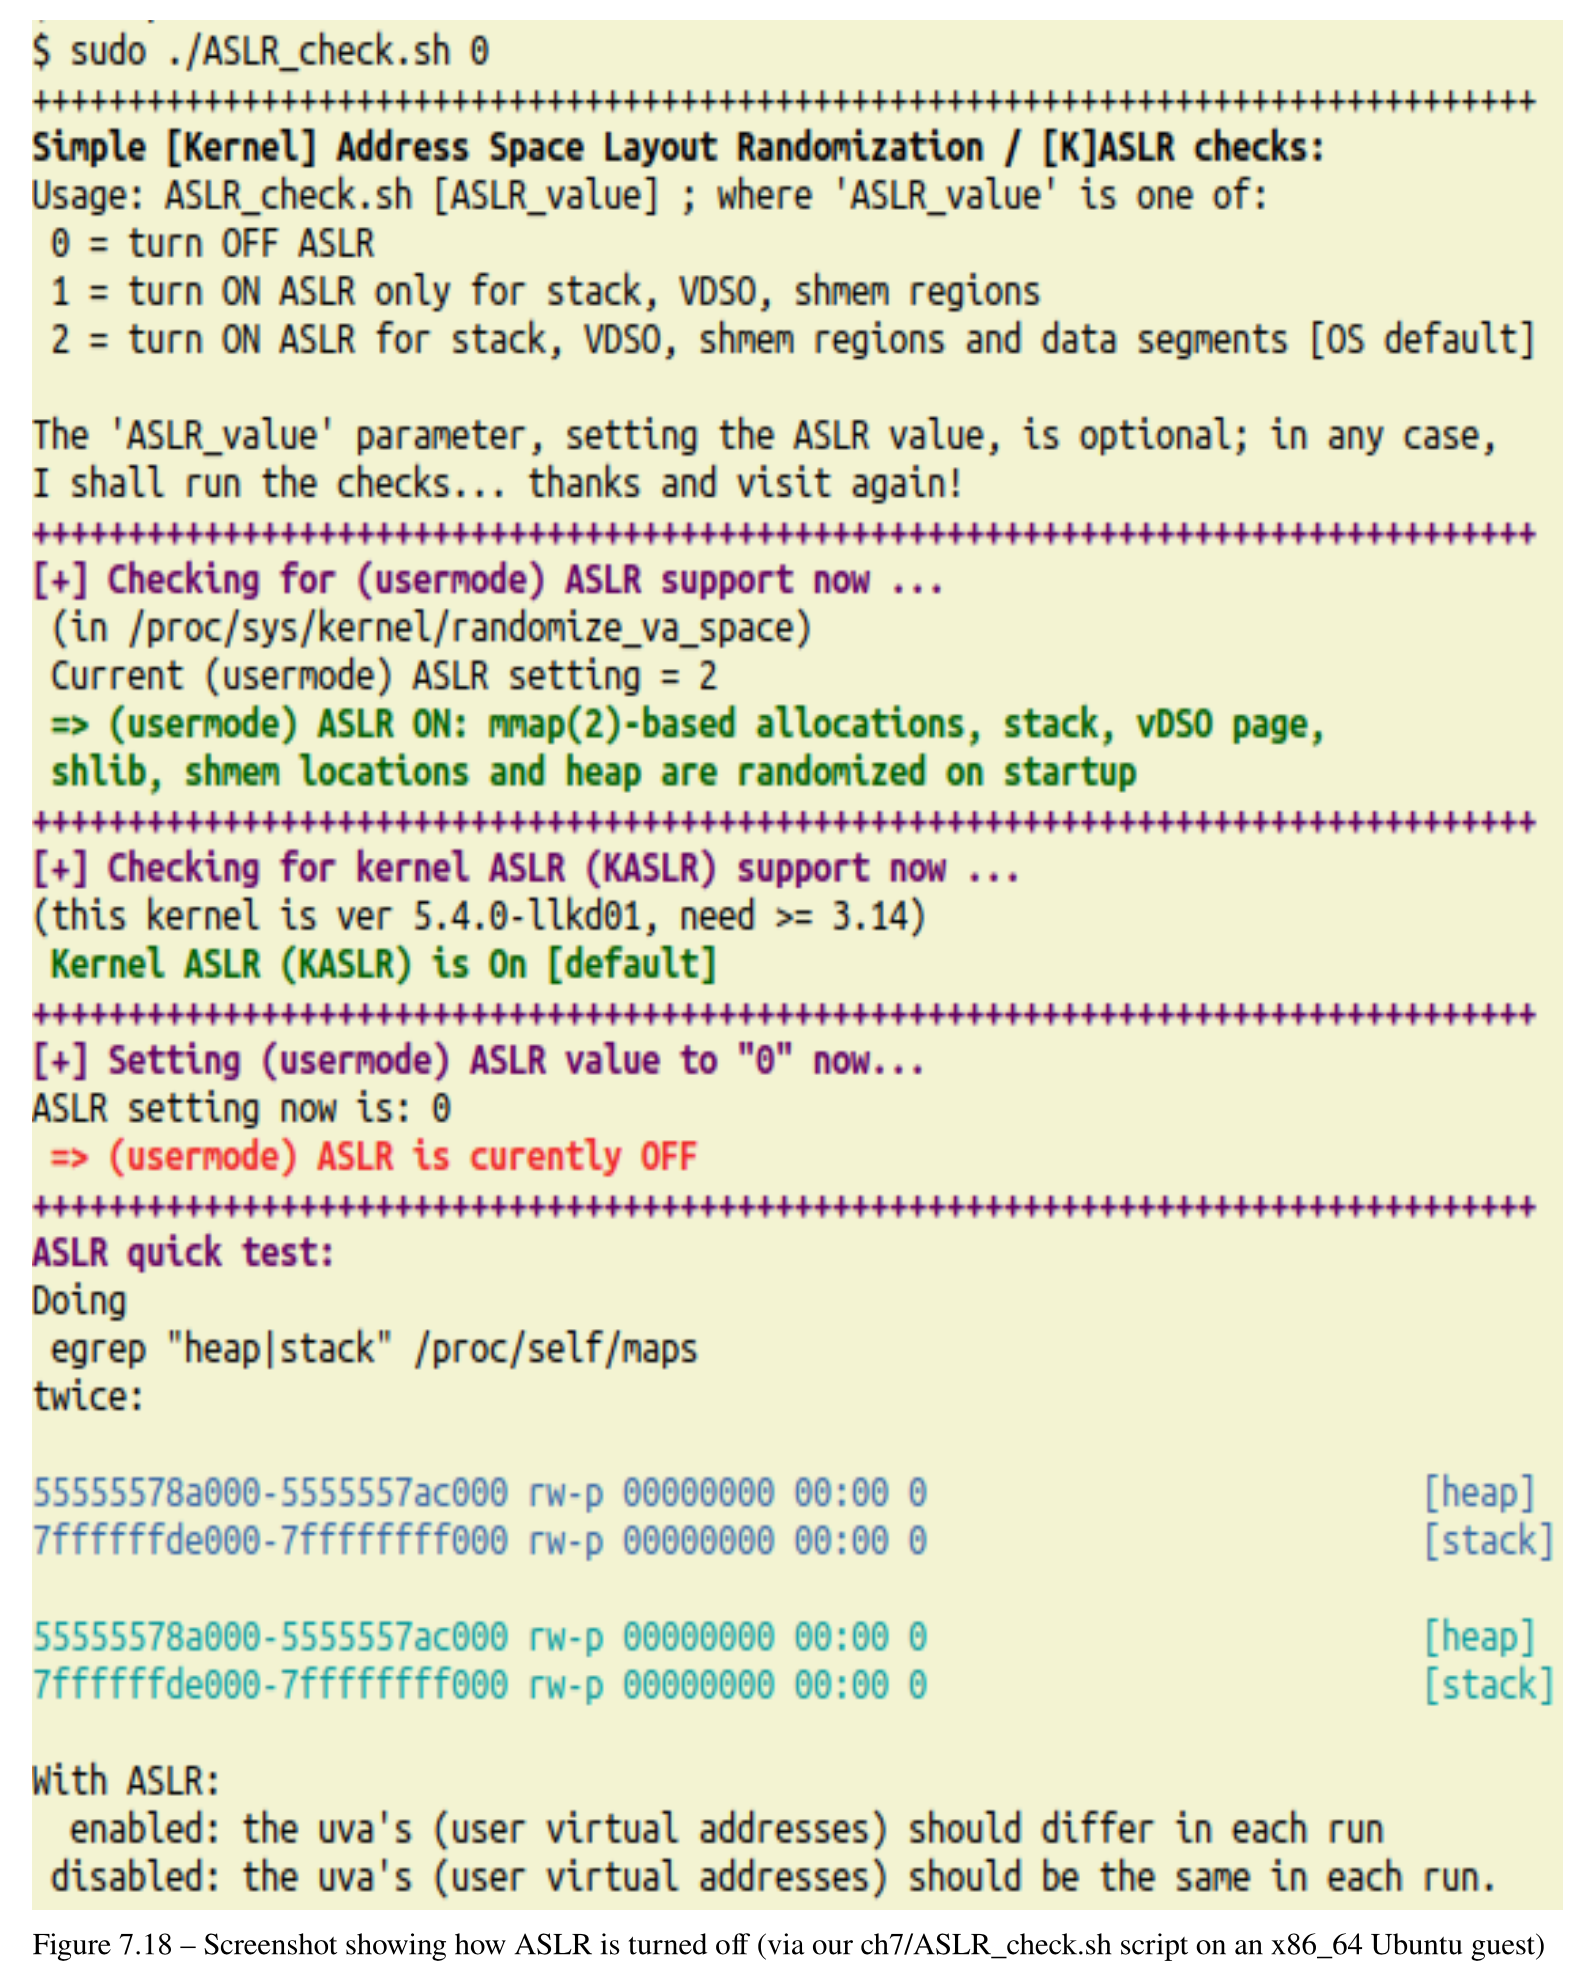 $ sudo ./ASLR_check.sh 0
+++++++++++++++++++++++++++++++++++++++++++++++++++++++++++++++++++++++++++++++
Simple [Kernel] Address Space Layout Randomization / [K]ASLR checks:
Usage: ASLR_check.sh [ASLR_value] ; where 'ASLR_value' is one of:
 0 = turn OFF ASLR
 1 = turn ON ASLR only for stack, VDSO, shmem regions
 2 = turn ON ASLR for stack, VDSO, shmem regions and data segments [OS default]

The 'ASLR_value' parameter, setting the ASLR value, is optional; in any case,
I shall run the checks... thanks and visit again!
+++++++++++++++++++++++++++++++++++++++++++++++++++++++++++++++++++++++++++++++
[+] Checking for (usermode) ASLR support now ...
 (in /proc/sys/kernel/randomize_va_space)
 Current (usermode) ASLR setting = 2
 => (usermode) ASLR ON: mmap(2)-based allocations, stack, vDSO page,
 shlib, shmem locations and heap are randomized on startup
+++++++++++++++++++++++++++++++++++++++++++++++++++++++++++++++++++++++++++++++
[+] Checking for kernel ASLR (KASLR) support now ...
(this kernel is ver 5.4.0-llkd01, need >= 3.14)
 Kernel ASLR (KASLR) is On [default]
+++++++++++++++++++++++++++++++++++++++++++++++++++++++++++++++++++++++++++++++
[+] Setting (usermode) ASLR value to "0" now...
ASLR setting now is: 0
 => (usermode) ASLR is curently OFF
+++++++++++++++++++++++++++++++++++++++++++++++++++++++++++++++++++++++++++++++
ASLR quick test:
Doing
 egrep "heap|stack" /proc/self/maps
twice:

55555578a000-5555557ac000 rw-p 00000000 00:00 0 [heap]
7ffffffde000-7ffffffff000 rw-p 00000000 00:00 0 [stack]

55555578a000-5555557ac000 rw-p 00000000 00:00 0 [heap]
7ffffffde000-7ffffffff000 rw-p 00000000 00:00 0 [stack]

With ASLR:
  enabled: the uva's (user virtual addresses) should differ in each run
 disabled: the uva's (user virtual addresses) should be the same in each run.
Figure 7.18 – Screenshot showing how ASLR is turned off (via our ch7/ASLR_check.sh script on an x86_64 Ubuntu guest)